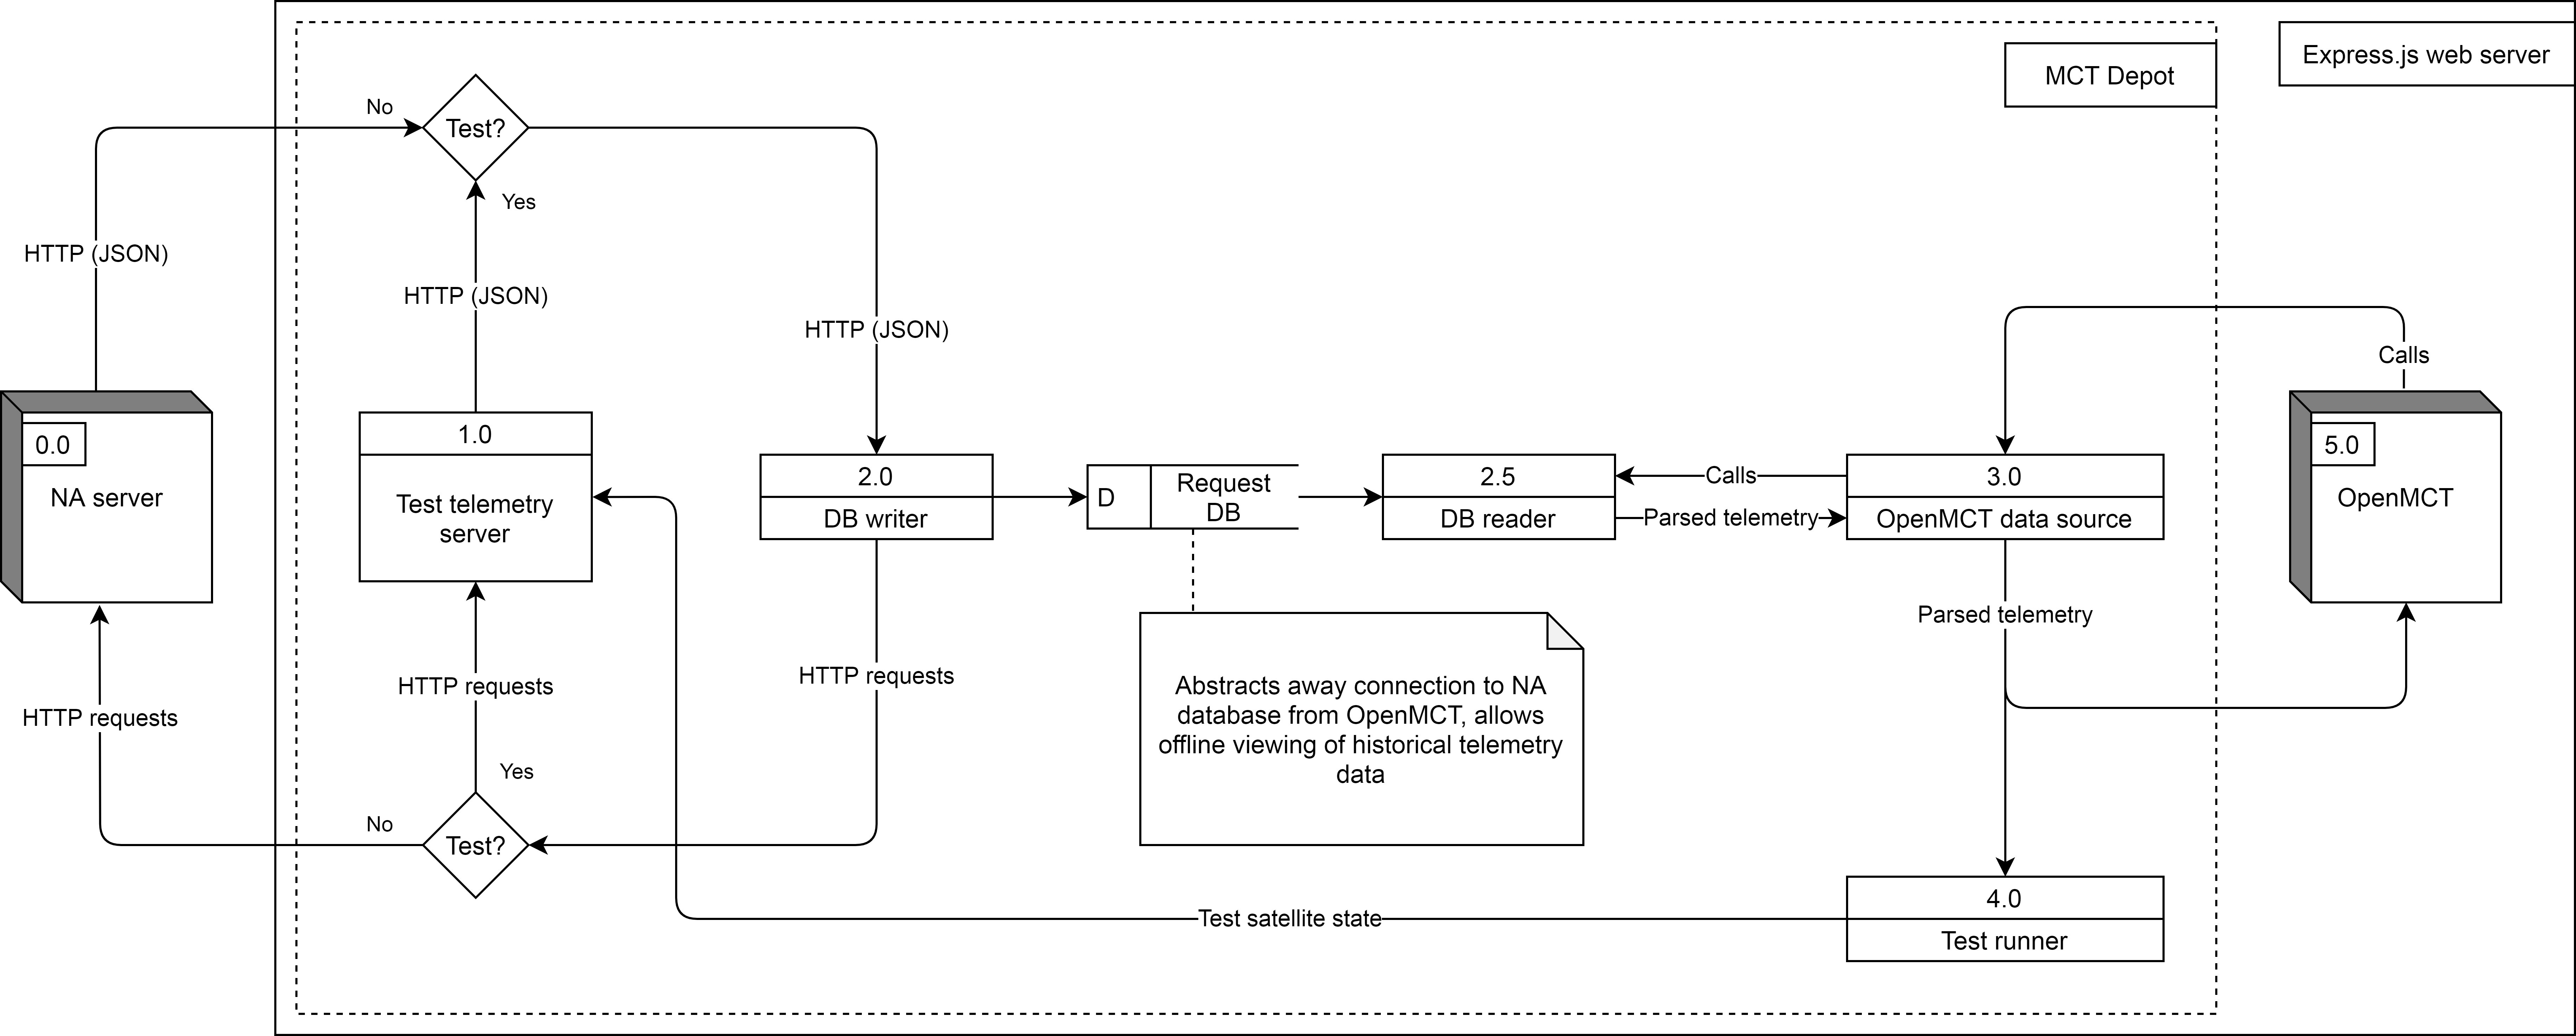 Express.js web server
MCT Depot
No
Test?
Yes
HTTP (JSON)
HTTP (JSON)
HTTP (JSON)
Calls
0.0
NA server
1.0
Test telemetry
server
2.0
DB writer
D
Request
DB
2.5
DB reader
Calls
Parsed telemetry
3.0
OpenMCT data source
5.0
OpenMCT
Parsed telemetry
HTTP requests
HTTP requests
HTTP requests
Abstracts away connection to NA
database from OpenMCT, allows
offline viewing of historical telemetry
data
Yes
No
Test?
Test satellite state
4.0
Test runner